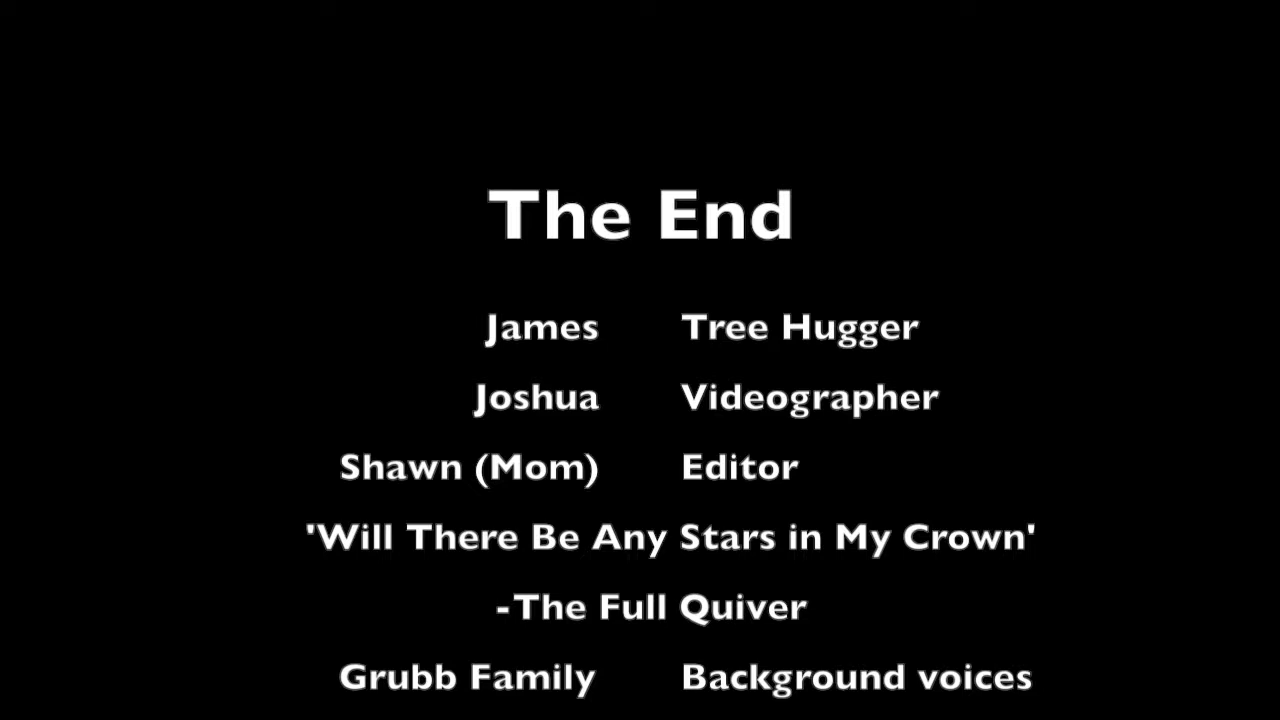 The End
James Tree Hugger
Joshua Videographer
Shawn (Mom) Editor
'Will There Be Any Stars in My Crown'
-The Full Quiver
Grubb Family Background voices